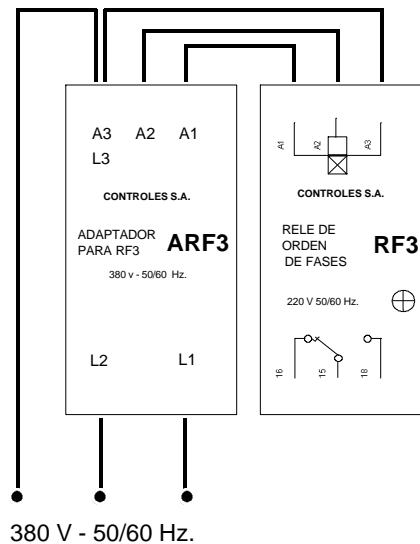 A3 A2 A1
L3
CONTROLES S.A.
ADAPTADOR
PARA RF3
ARF3
380 v - 50/60 Hz.
L2 L1
A1 A2 A3
CONTROLES S.A.
RELE DE
ORDEN
DE FASES
RF3
220 V 50/60 Hz.
16 15 18
380 V - 50/60 Hz.